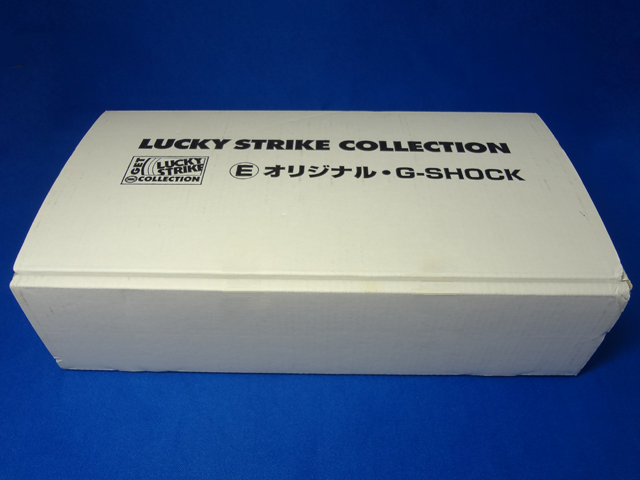 LUCKY STRIKE COLLECTION
GET
LUCKY
STRIKE
COLLECTION
Ⓔ オリジナル・G-SHOCK